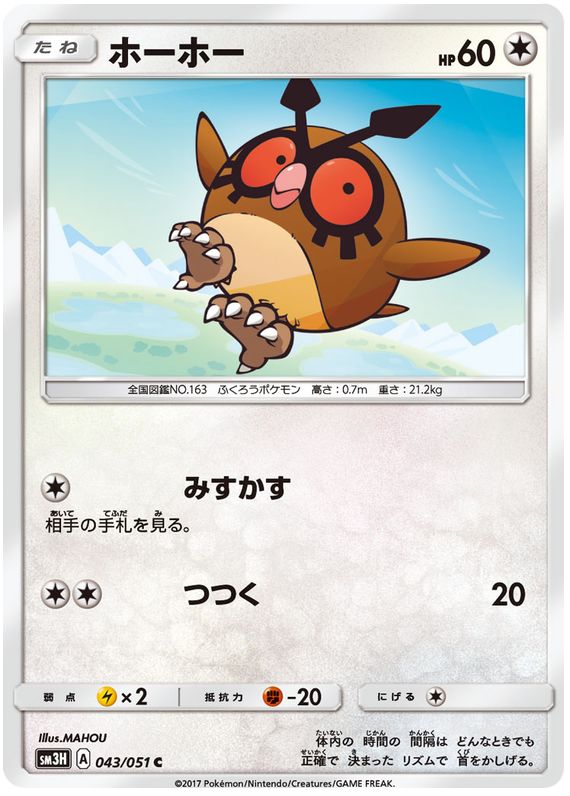 たね ホーホー HP60
全国図鑑NO.163 ふくろうポケモン 高さ：0.7m 重さ：21.2kg
みすかす
相手の手札を見る。
つつく 20
弱点 ×2 抵抗力 -20 にげる
Illus.MAHOU
体内の 時間の 間隔は どんなときでも
正確で 決まった リズムで 首をかしげる。
SM3H A 043/051 C
©2017 Pokémon/Nintendo/Creatures/GAME FREAK.